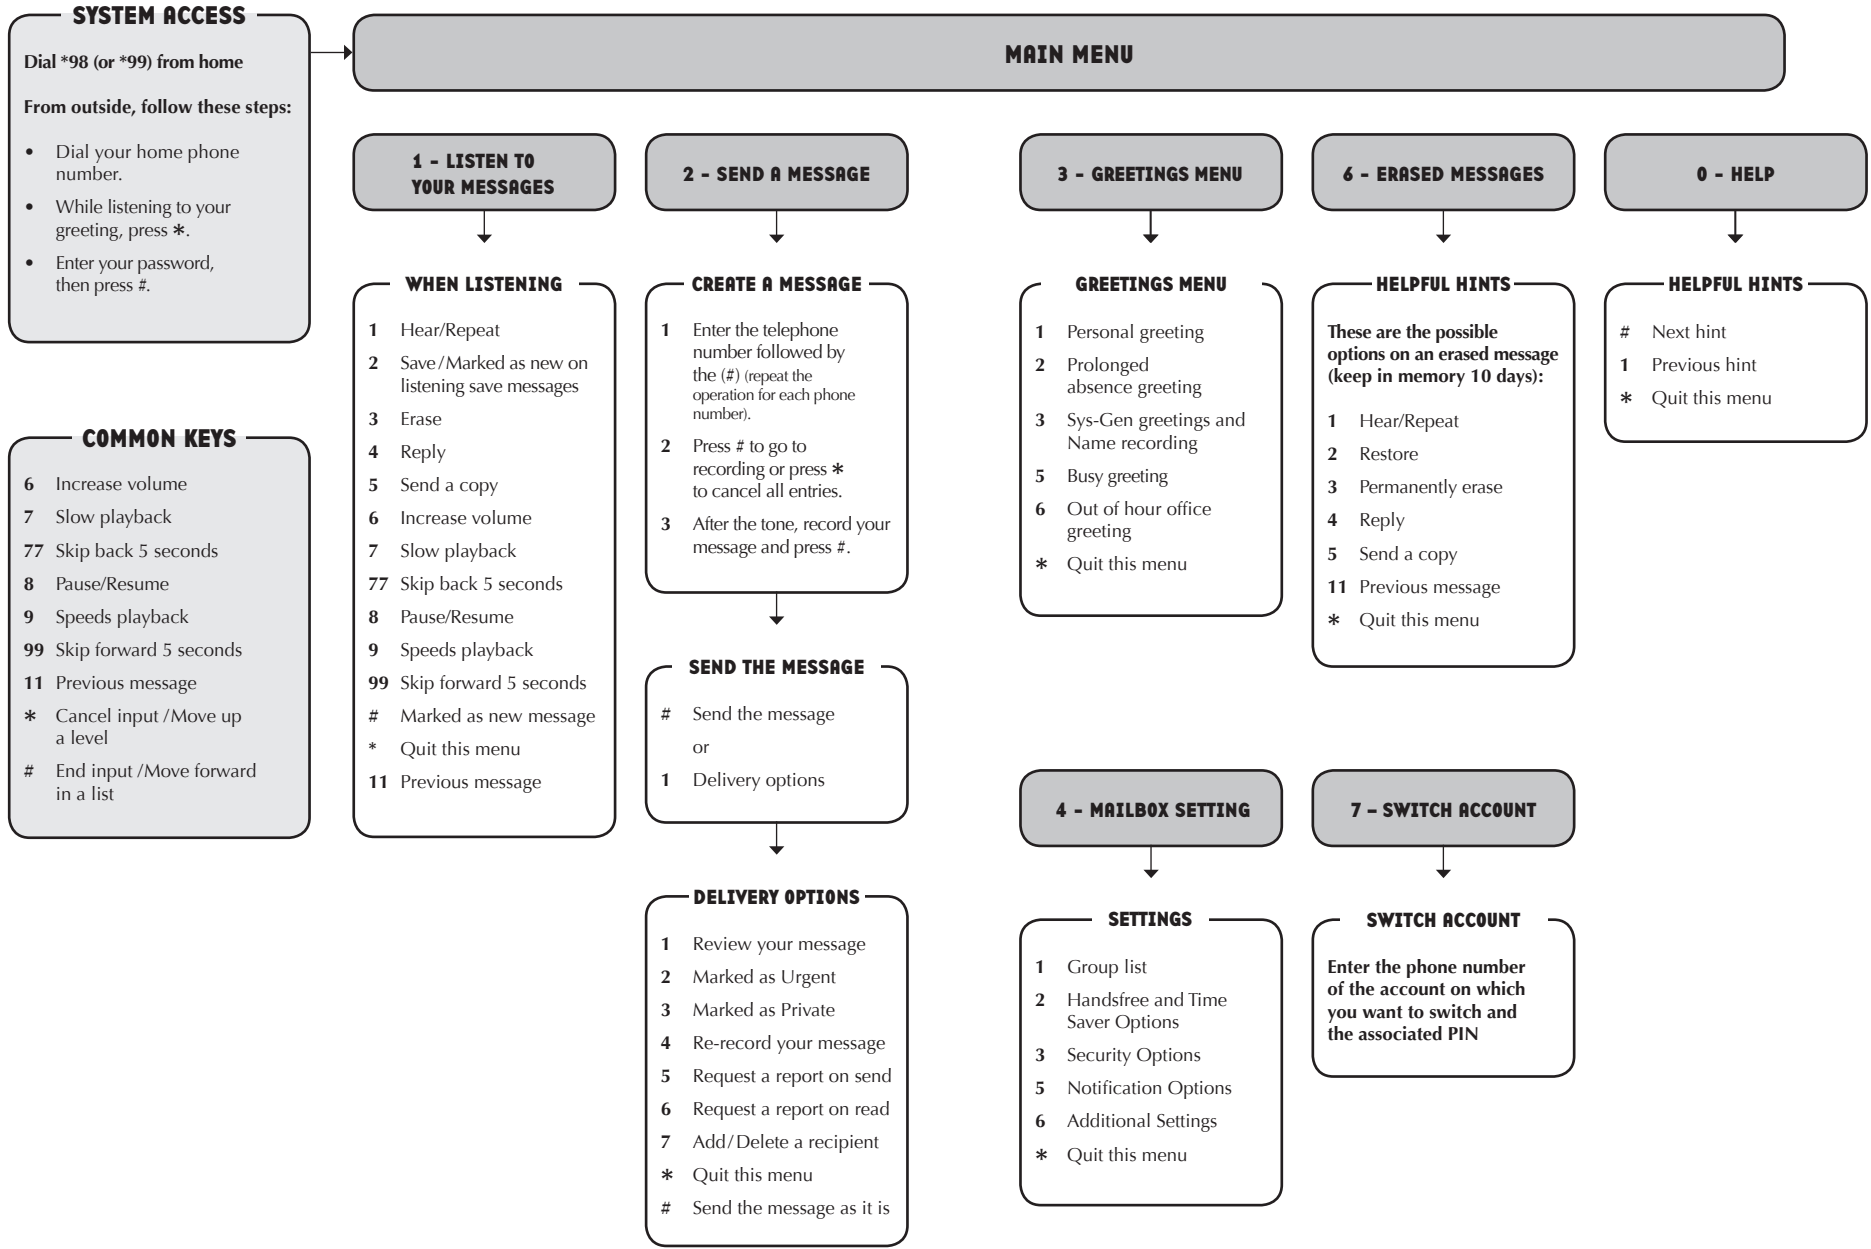 SYSTEM ACCESS
Dial *98 (or *99) from home
From outside, follow these steps:
• Dial your home phone
number.
• While listening to your
greeting, press *.
• Enter your password,
then press #.
COMMON KEYS
6 Increase volume
7 Slow playback
77 Skip back 5 seconds
8 Pause/Resume
9 Speeds playback
99 Skip forward 5 seconds
11 Previous message
* Cancel input /Move up
a level
# End input /Move forward
in a list
MAIN MENU
1 - LISTEN TO
YOUR MESSAGES
WHEN LISTENING
1 Hear/Repeat
2 Save/Marked as new on
listening save messages
3 Erase
4 Reply
5 Send a copy
6 Increase volume
7 Slow playback
77 Skip back 5 seconds
8 Pause/Resume
9 Speeds playback
99 Skip forward 5 seconds
# Marked as new message
* Quit this menu
11 Previous message
2 - SEND A MESSAGE
CREATE A MESSAGE
1 Enter the telephone
number followed by
the (#) (repeat the
operation for each phone
number).
2 Press # to go to
recording or press *
to cancel all entries.
3 After the tone, record your
message and press #.
SEND THE MESSAGE
# Send the message
or
1 Delivery options
DELIVERY OPTIONS
1 Review your message
2 Marked as Urgent
3 Marked as Private
4 Re-record your message
5 Request a report on send
6 Request a report on read
7 Add/Delete a recipient
* Quit this menu
# Send the message as it is
3 - GREETINGS MENU
GREETINGS MENU
1 Personal greeting
2 Prolonged
absence greeting
3 Sys-Gen greetings and
Name recording
5 Busy greeting
6 Out of hour office
greeting
* Quit this menu
6 - ERASED MESSAGES
HELPFUL HINTS
These are the possible
options on an erased message
(keep in memory 10 days):
1 Hear/Repeat
2 Restore
3 Permanently erase
4 Reply
5 Send a copy
11 Previous message
* Quit this menu
0 - HELP
HELPFUL HINTS
# Next hint
1 Previous hint
* Quit this menu
4 - MAILBOX SETTING
SETTINGS
1 Group list
2 Handsfree and Time
Saver Options
3 Security Options
5 Notification Options
6 Additional Settings
* Quit this menu
7 – SWITCH ACCOUNT
SWITCH ACCOUNT
Enter the phone number
of the account on which
you want to switch and
the associated PIN